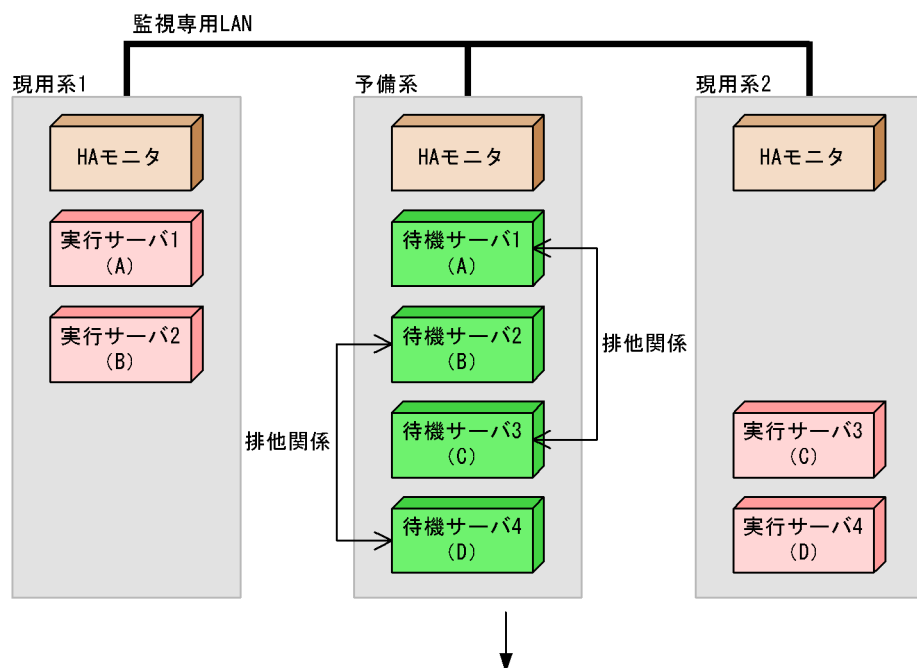 監視専用LAN
現用系1
予備系
現用系2
HAモニタ
HAモニタ
HAモニタ
実行サーバ1
(A)
待機サーバ1
(A)
実行サーバ2
(B)
待機サーバ2
(B)
排他関係
排他関係
待機サーバ3
(C)
実行サーバ3
(C)
待機サーバ4
(D)
実行サーバ4
(D)